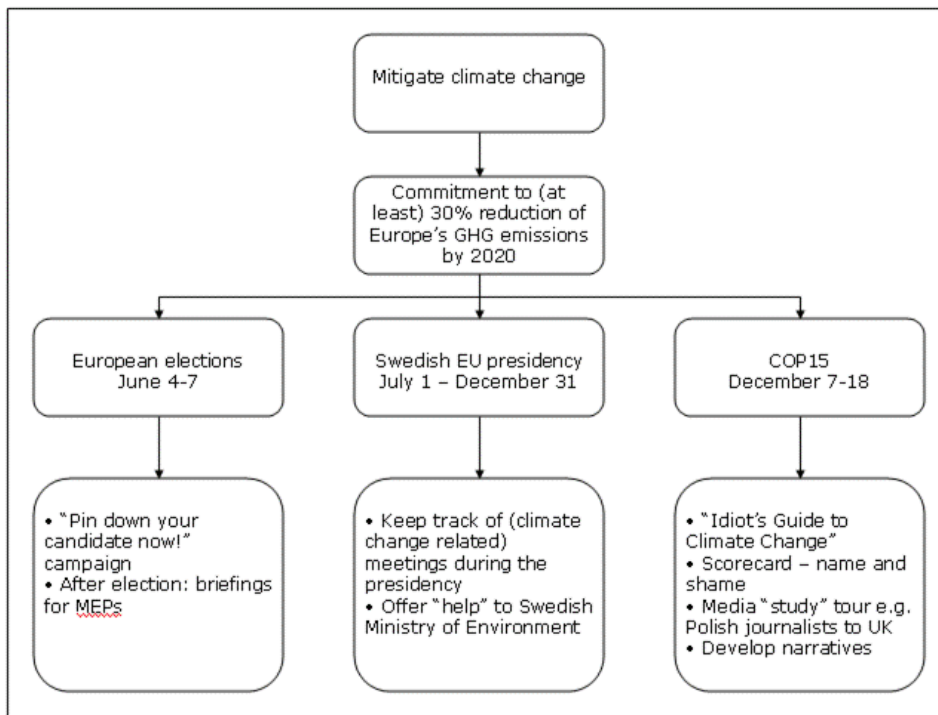 Mitigate climate change
Commitment to (at
least) 30% reduction of
Europe's GHG emissions
by 2020
European elections
June 4-7
Swedish EU presidency
July 1 – December 31
COP15
December 7-18
• "Pin down your
candidate now!"
campaign
• After election: briefings
for MEPs
• Keep track of (climate
change related)
meetings during the
presidency
• Offer "help" to Swedish
Ministry of Environment
• "Idiot's Guide to
Climate Change"
• Scorecard – name and
shame
• Media "study" tour e.g.
Polish journalists to UK
• Develop narratives